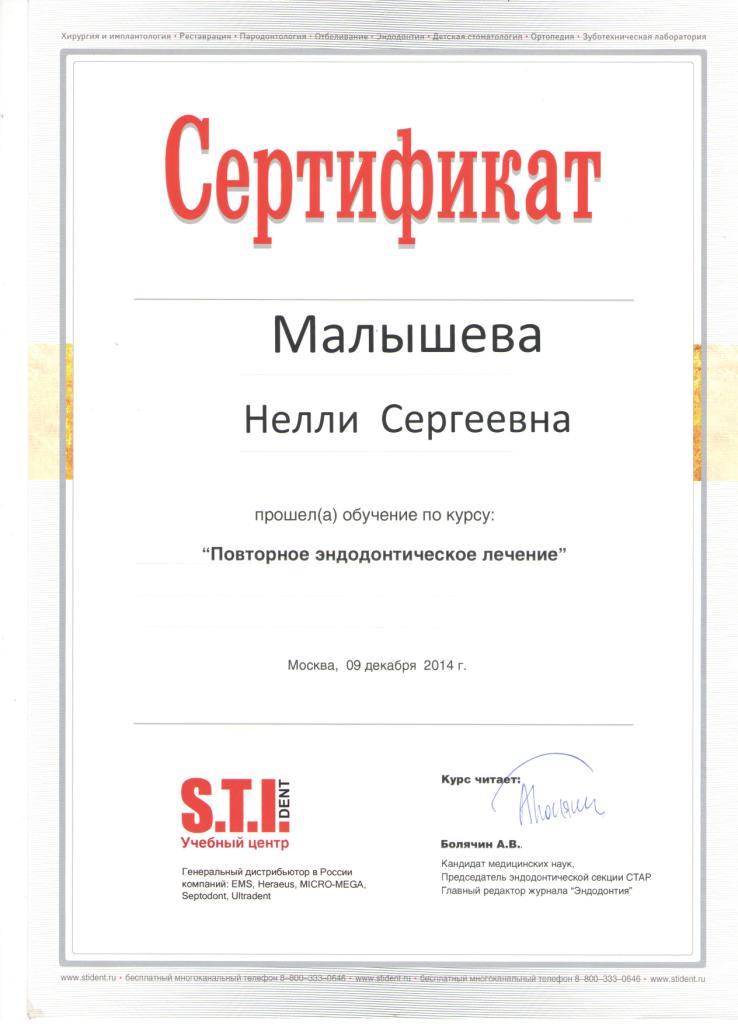 Хирургия и имплантология • Реставрация • Пародонтология • Отбеливание • Эндодонтия • Детская стоматология • Ортопедия • Зуботехническая лаборатория
Сертификат
Малышева
Нелли Сергеевна
прошел(а) обучение по курсу:
“Повторное эндодонтическое лечение”
Москва, 09 декабря 2014 г.
S.T.I. DENT
Учебный центр
Генеральный дистрибьютор в России
компаний: EMS, Heraeus, MICRO-MEGA,
Septodont, Ultradent
Курс читает:
Болячин А.В.
Кандидат медицинских наук,
Председатель эндодонтической секции СТАР
Главный редактор журнала “Эндодонтия”
www.stident.ru • бесплатный многоканальный телефон 8–800–333–0646 • www.stident.ru • бесплатный многоканальный телефон 8–800–333–0646 • www.stident.ru